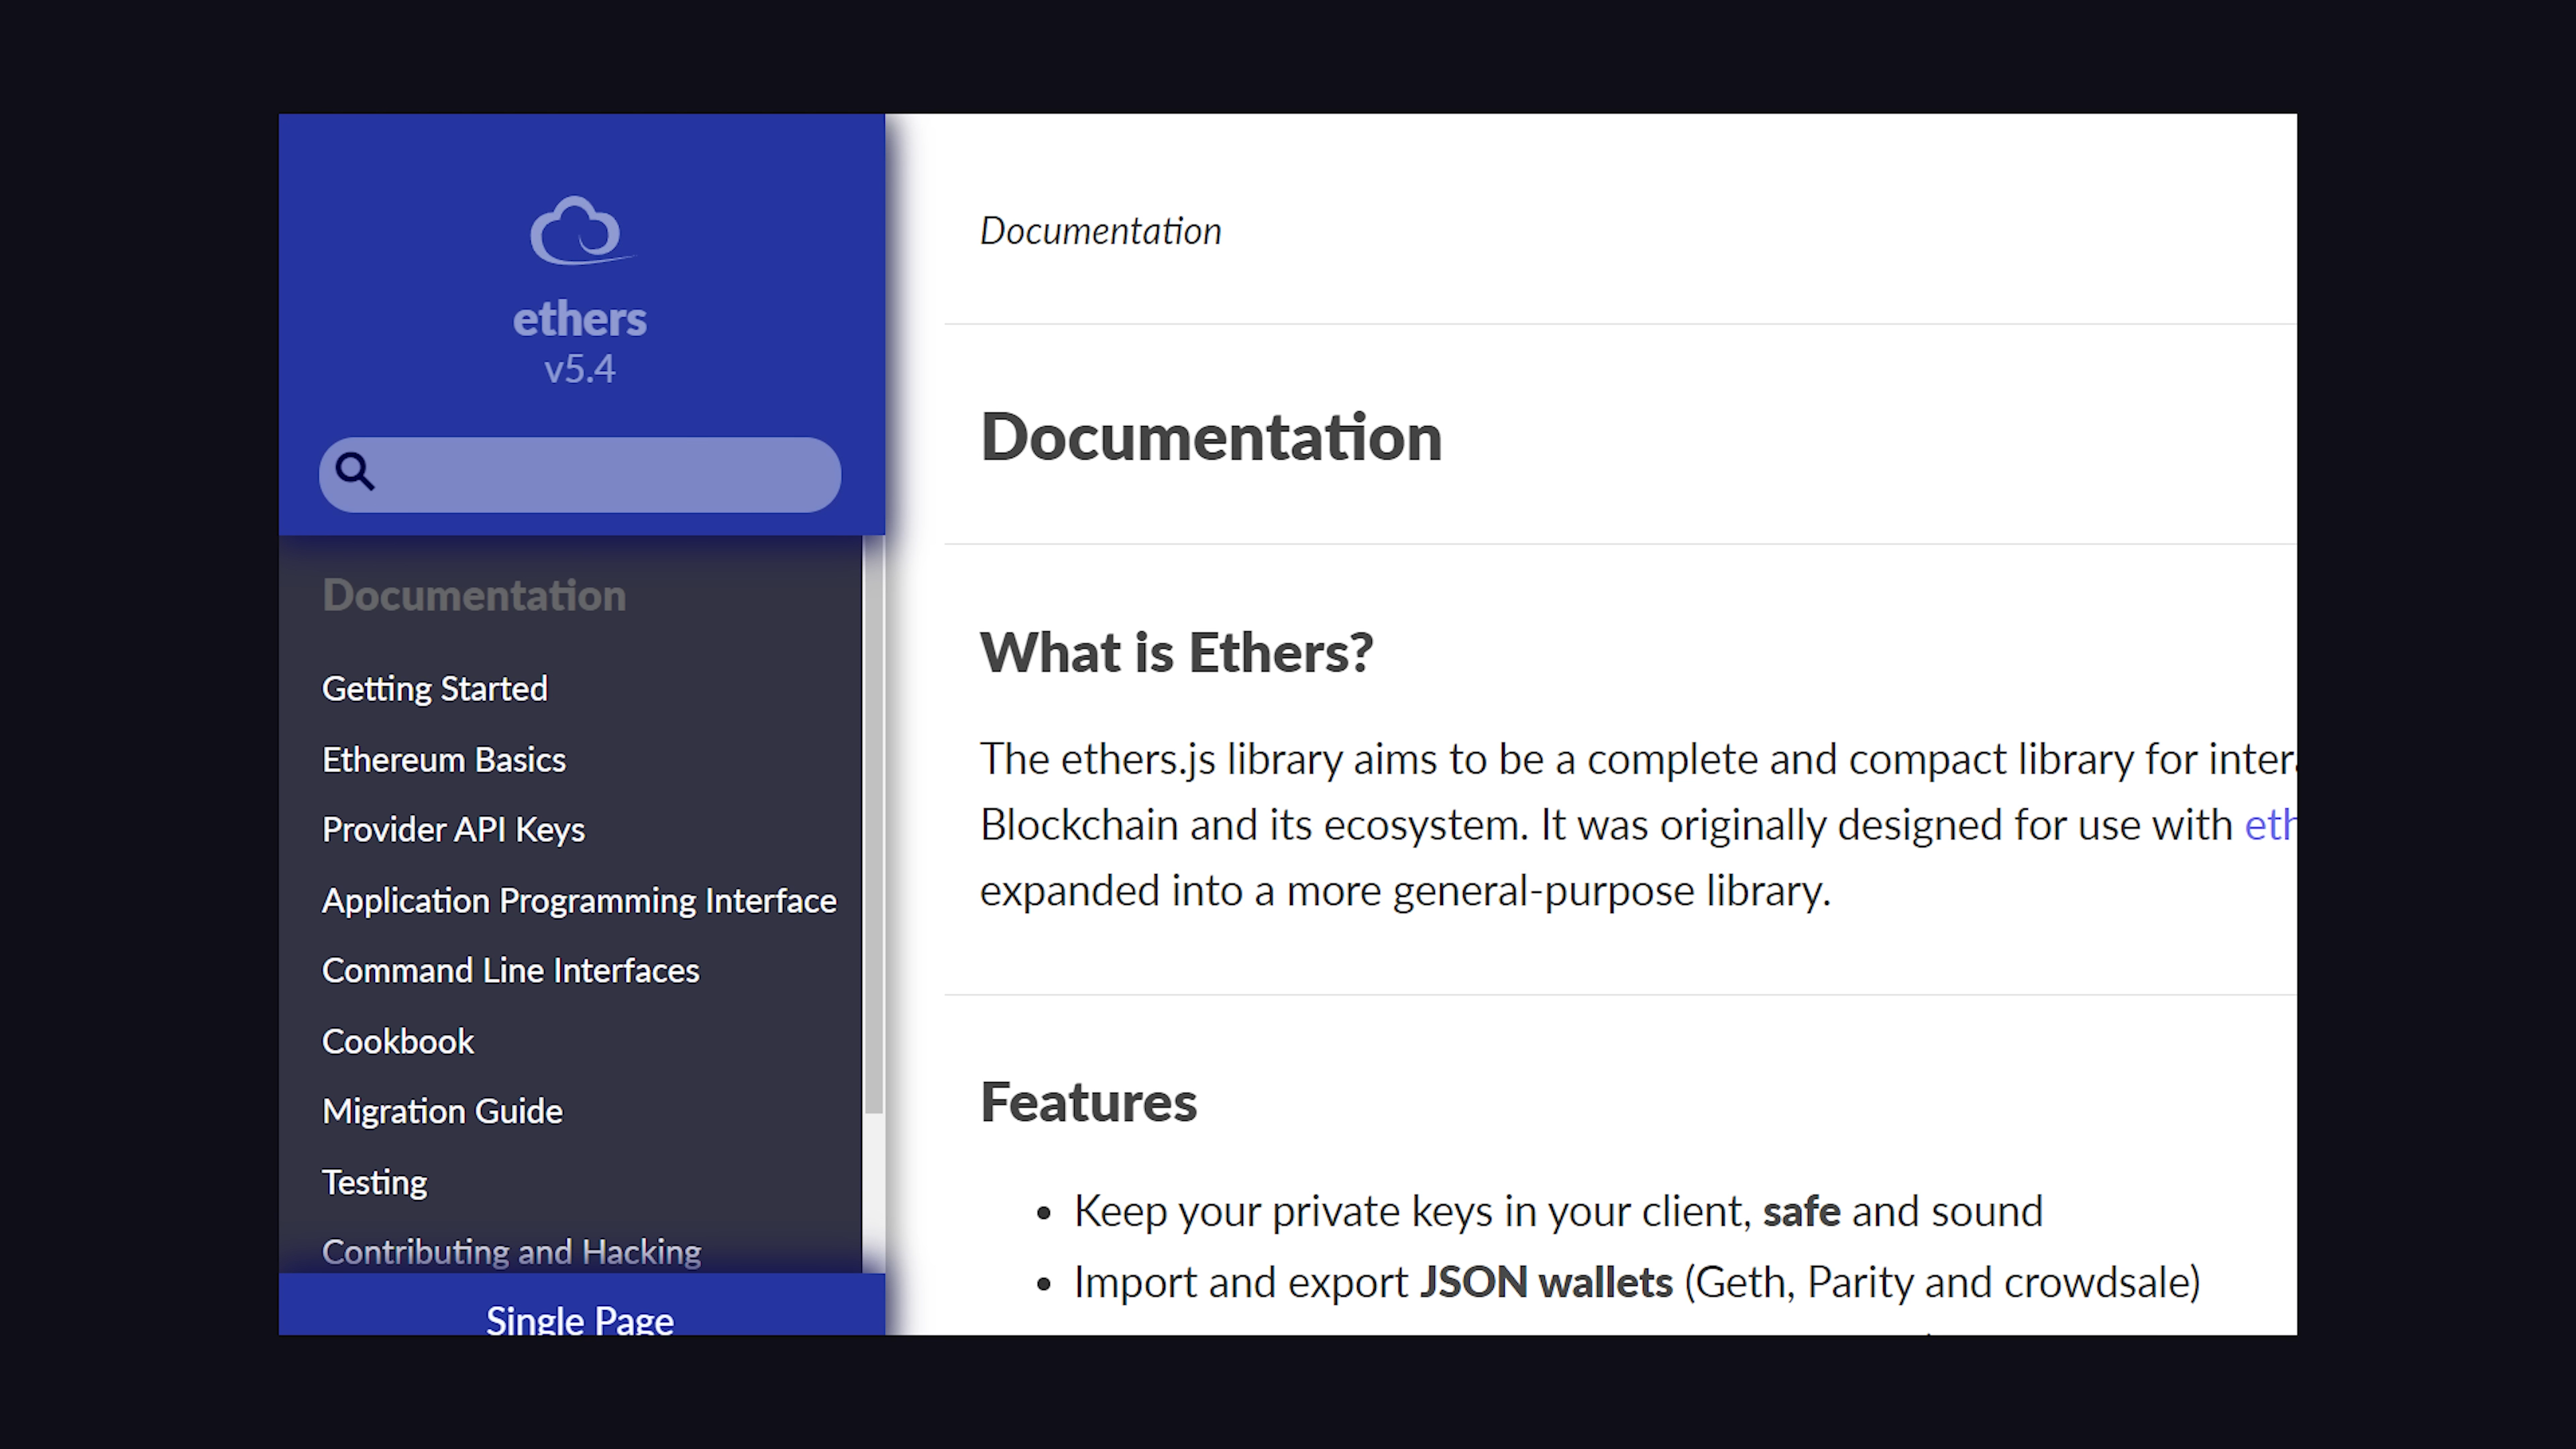 ethers
v5.4
Documentation
Getting Started
Ethereum Basics
Provider API Keys
Application Programming Interface
Command Line Interfaces
Cookbook
Migration Guide
Testing
Contributing and Hacking
Single Page
Documentation
Documentation
What is Ethers?
The ethers.js library aims to be a complete and compact library for
Blockchain and its ecosystem. It was originally designed for use with
expanded into a more general-purpose library.
Features
• Keep your private keys in your client, safe and sound
• Import and export JSON wallets (Geth, Parity and crowdsale)